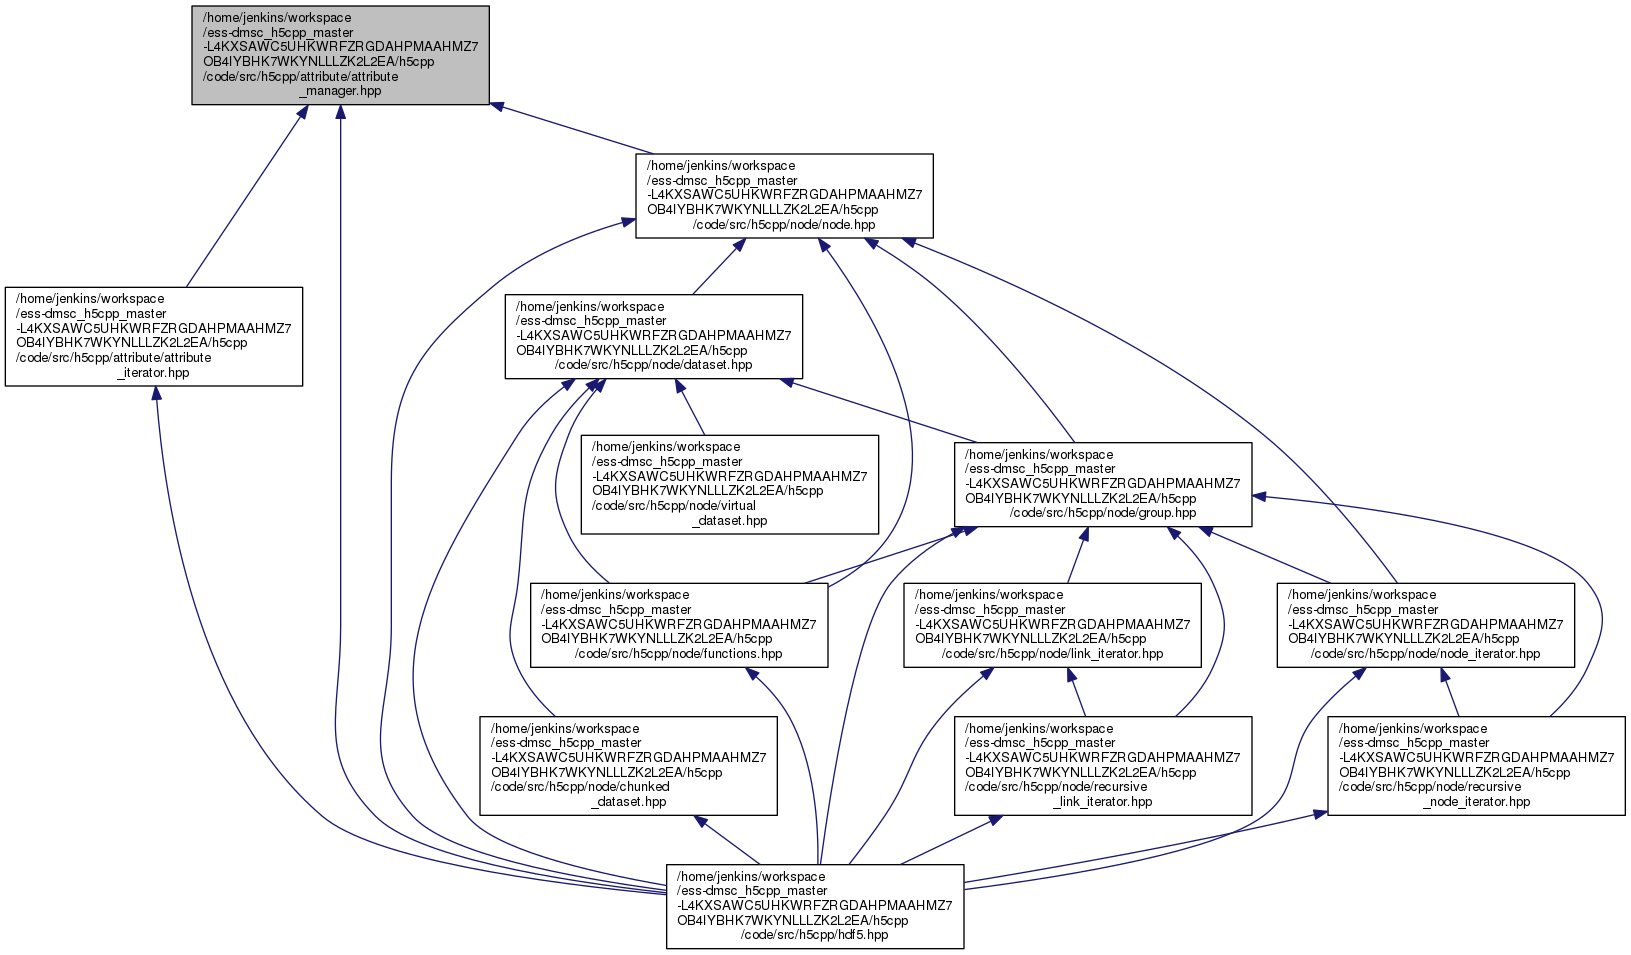 /home/jenkins/workspace
/ess-dmsc_h5cpp_master
-L4KXSAWC5UHKWRFZRGDAHPMAAHMZ7
OB4IYBHK7WKYNLLLZK2L2EA/h5cpp
/code/src/h5cpp/attribute/attribute
_manager.hpp
/home/jenkins/workspace
/ess-dmsc_h5cpp_master
-L4KXSAWC5UHKWRFZRGDAHPMAAHMZ7
OB4IYBHK7WKYNLLLZK2L2EA/h5cpp
/code/src/h5cpp/node/node.hpp
/home/jenkins/workspace
/ess-dmsc_h5cpp_master
-L4KXSAWC5UHKWRFZRGDAHPMAAHMZ7
OB4IYBHK7WKYNLLLZK2L2EA/h5cpp
/code/src/h5cpp/attribute/attribute
_iterator.hpp
/home/jenkins/workspace
/ess-dmsc_h5cpp_master
-L4KXSAWC5UHKWRFZRGDAHPMAAHMZ7
OB4IYBHK7WKYNLLLZK2L2EA/h5cpp
/code/src/h5cpp/node/dataset.hpp
/home/jenkins/workspace
/ess-dmsc_h5cpp_master
-L4KXSAWC5UHKWRFZRGDAHPMAAHMZ7
OB4IYBHK7WKYNLLLZK2L2EA/h5cpp
/code/src/h5cpp/node/virtual
_dataset.hpp
/home/jenkins/workspace
/ess-dmsc_h5cpp_master
-L4KXSAWC5UHKWRFZRGDAHPMAAHMZ7
OB4IYBHK7WKYNLLLZK2L2EA/h5cpp
/code/src/h5cpp/node/group.hpp
/home/jenkins/workspace
/ess-dmsc_h5cpp_master
-L4KXSAWC5UHKWRFZRGDAHPMAAHMZ7
OB4IYBHK7WKYNLLLZK2L2EA/h5cpp
/code/src/h5cpp/node/functions.hpp
/home/jenkins/workspace
/ess-dmsc_h5cpp_master
-L4KXSAWC5UHKWRFZRGDAHPMAAHMZ7
OB4IYBHK7WKYNLLLZK2L2EA/h5cpp
/code/src/h5cpp/node/link_iterator.hpp
/home/jenkins/workspace
/ess-dmsc_h5cpp_master
-L4KXSAWC5UHKWRFZRGDAHPMAAHMZ7
OB4IYBHK7WKYNLLLZK2L2EA/h5cpp
/code/src/h5cpp/node/node_iterator.hpp
/home/jenkins/workspace
/ess-dmsc_h5cpp_master
-L4KXSAWC5UHKWRFZRGDAHPMAAHMZ7
OB4IYBHK7WKYNLLLZK2L2EA/h5cpp
/code/src/h5cpp/node/chunked
_dataset.hpp
/home/jenkins/workspace
/ess-dmsc_h5cpp_master
-L4KXSAWC5UHKWRFZRGDAHPMAAHMZ7
OB4IYBHK7WKYNLLLZK2L2EA/h5cpp
/code/src/h5cpp/node/recursive
_link_iterator.hpp
/home/jenkins/workspace
/ess-dmsc_h5cpp_master
-L4KXSAWC5UHKWRFZRGDAHPMAAHMZ7
OB4IYBHK7WKYNLLLZK2L2EA/h5cpp
/code/src/h5cpp/node/recursive
_node_iterator.hpp
/home/jenkins/workspace
/ess-dmsc_h5cpp_master
-L4KXSAWC5UHKWRFZRGDAHPMAAHMZ7
OB4IYBHK7WKYNLLLZK2L2EA/h5cpp
/code/src/h5cpp/hdf5.hpp